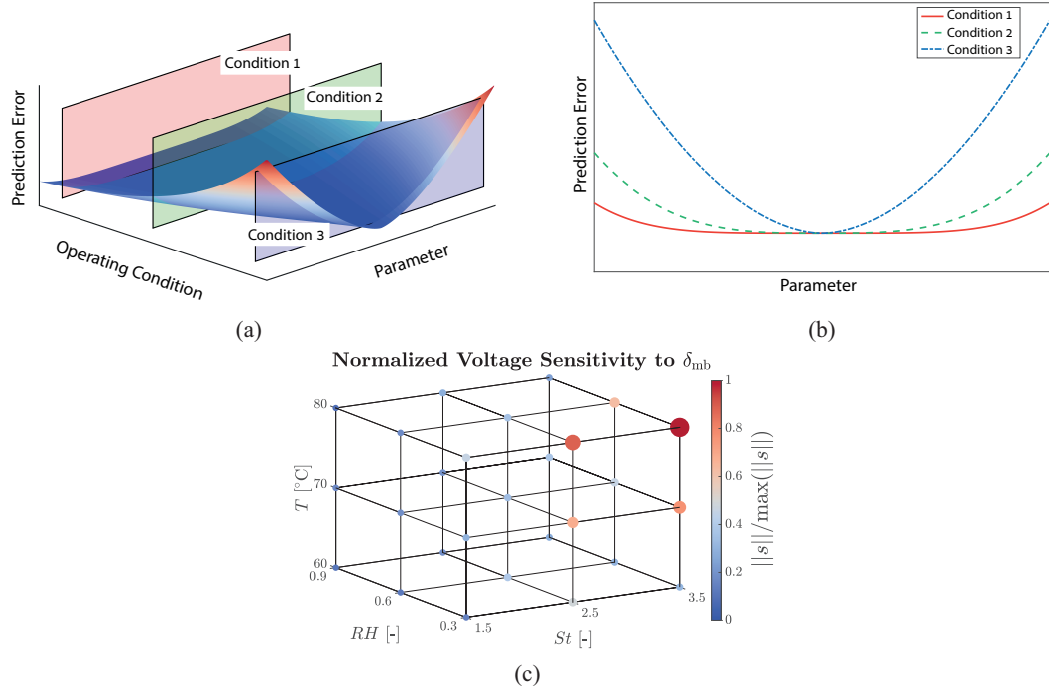 Condition 1
Condition 2
Condition 3
Prediction Error
Operating Condition
Parameter
(a)
Condition 1
Condition 2
Condition 3
Prediction Error
Parameter
(b)
Normalized Voltage Sensitivity to δ_mb
80
70
60
T [°C]
0.9
0.6
0.3
RH [-]
1.5
2.5
3.5
St [-]
1
0.8
0.6
0.4
0.2
0
||s||/max(||s||)
(c)